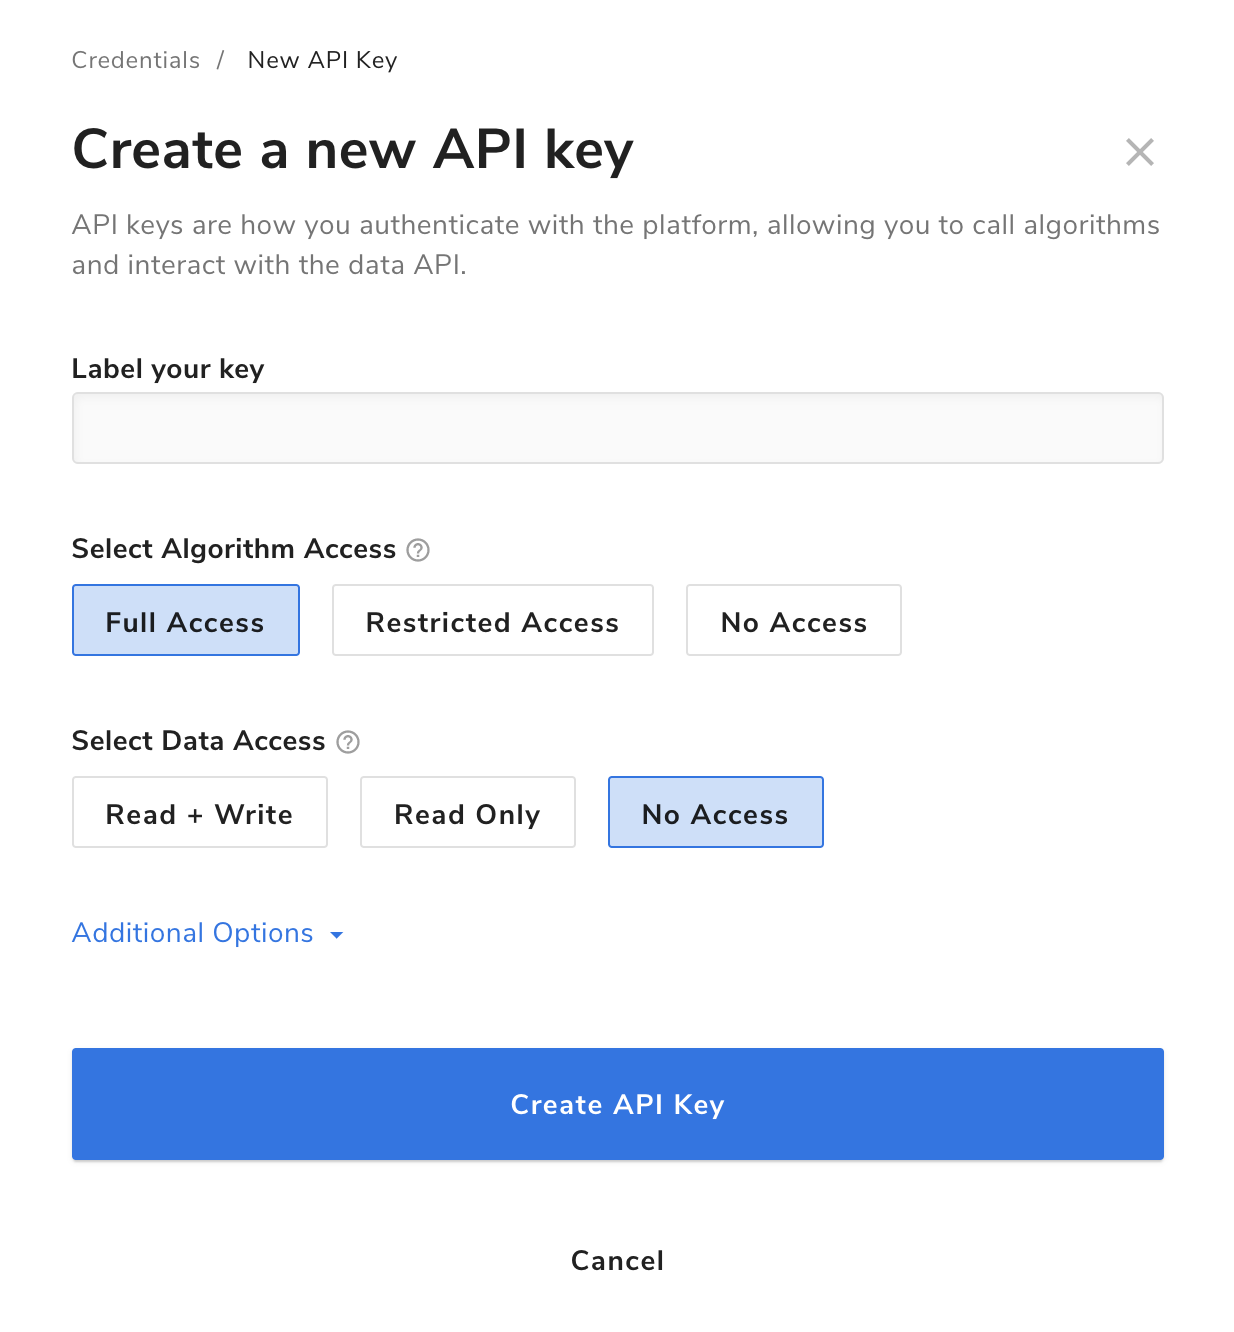 Credentials / New API Key
Create a new API key
API keys are how you authenticate with the platform, allowing you to call algorithms
and interact with the data API.
Label your key
Select Algorithm Access ?
Full Access Restricted Access No Access
Select Data Access ?
Read + Write Read Only No Access
Additional Options
Create API Key
Cancel